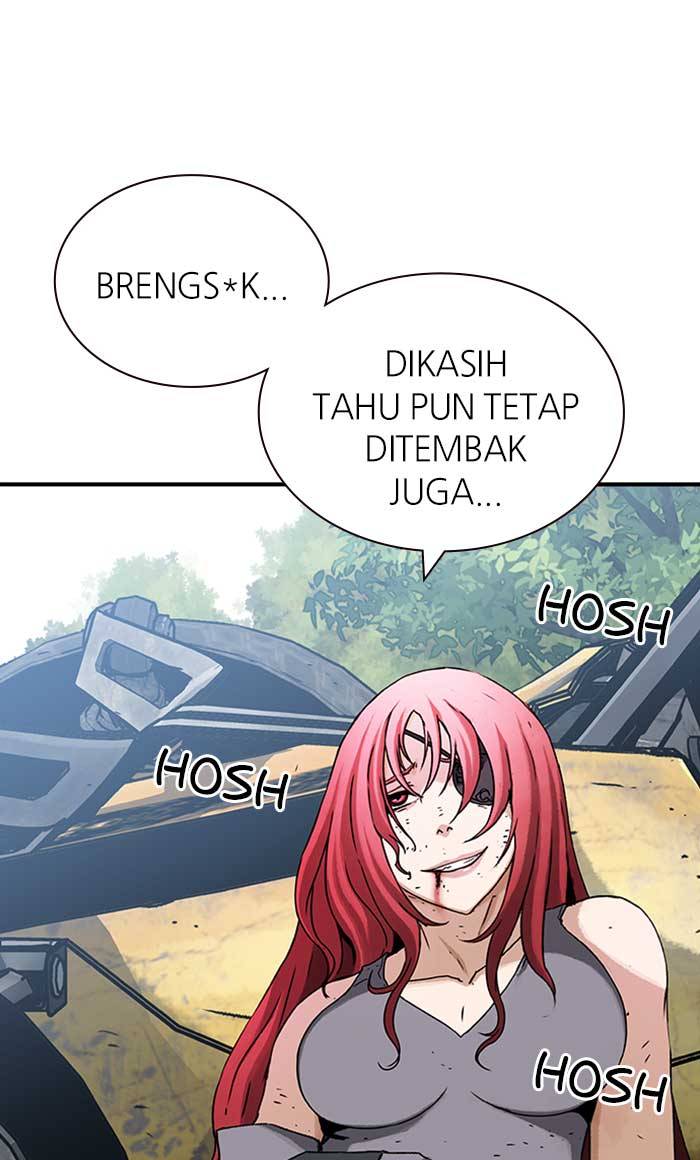 BRENGS*K...
DIKASIH
TAHU PUN TETAP
DITEMBAK
JUGA...
HOSH
HOSH
HOSH